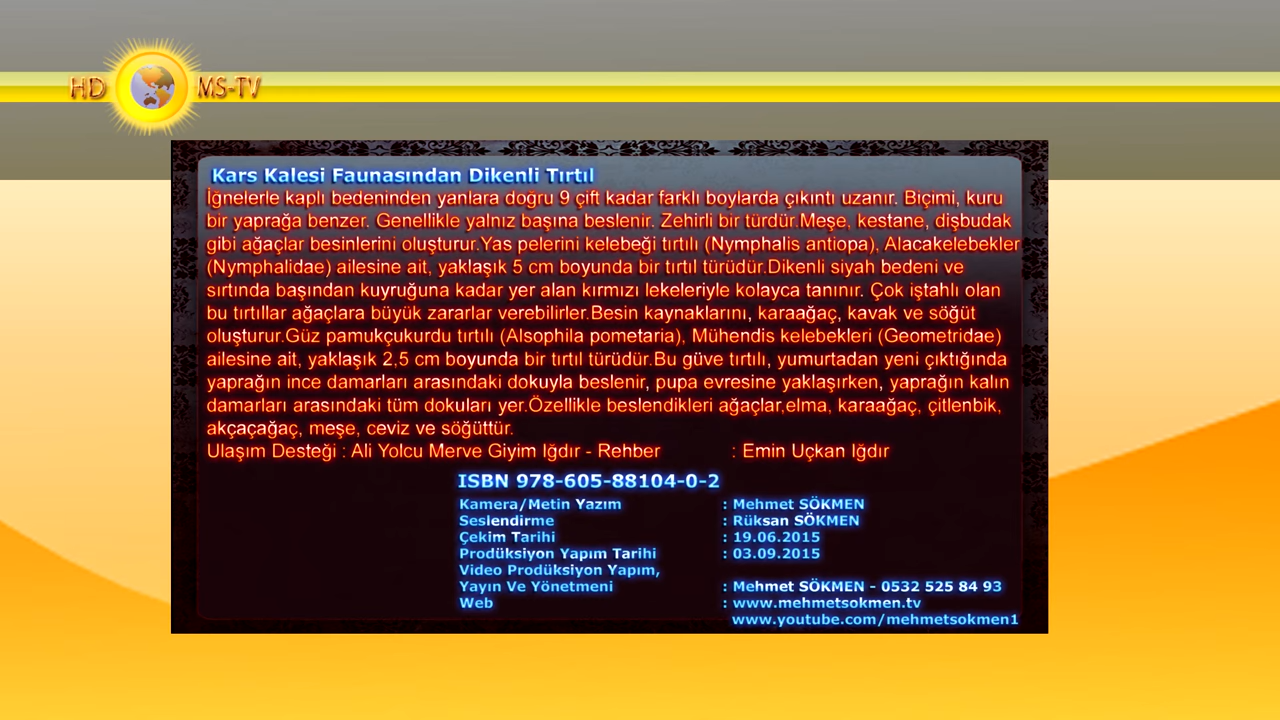 HD MS-TV
Kars Kalesi Faunasından Dikenli Tırtıl
İğnelerle kaplı bedeninden yanlara doğru 9 çift kadar farklı boylarda çıkıntı uzanır. Biçimi, kuru
bir yaprağa benzer. Genellikle yalnız başına beslenir. Zehirli bir türdür.Meşe, kestane, dişbudak
gibi ağaçlar besinlerini oluşturur.Yas pelerini kelebeği tırtılı (Nymphalis antiopa), Alacakelebekler
(Nymphalidae) ailesine ait, yaklaşık 5 cm boyunda bir tırtıl türüdür.Dikenli siyah bedeni ve
sırtında başından kuyruğuna kadar yer alan kırmızı lekeleriyle kolayca tanınır. Çok iştahlı olan
bu tırtıllar ağaçlara büyük zararlar verebilirler.Besin kaynaklarını, karaağaç, kavak ve söğüt
oluşturur.Güz pamukçukurdu tırtılı (Alsophila pometaria), Mühendis kelebekleri (Geometridae)
ailesine ait, yaklaşık 2,5 cm boyunda bir tırtıl türüdür.Bu güve tırtılı, yumurtadan yeni çıktığında
yaprağın ince damarları arasındaki dokuyla beslenir, pupa evresine yaklaşırken, yaprağın kalın
damarları arasındaki tüm dokuları yer.Özellikle beslendikleri ağaçlar,elma, karaağaç, çitlenbik,
akçaağaç, meşe, ceviz ve söğüttür.
Ulaşım Desteği : Ali Yolcu Merve Giyim Iğdır - Rehber : Emin Uçkan Iğdır
ISBN 978-605-88104-0-2
Kamera/Metin Yazım : Mehmet SÖKMEN
Seslendirme : Rüksan SÖKMEN
Çekim Tarihi : 19.06.2015
Prodüksiyon Yapım Tarihi : 03.09.2015
Video Prodüksiyon Yapım,
Yayın Ve Yönetmeni : Mehmet SÖKMEN - 0532 525 84 93
Web : www.mehmetsokmen.tv
www.youtube.com/mehmetsokmen1